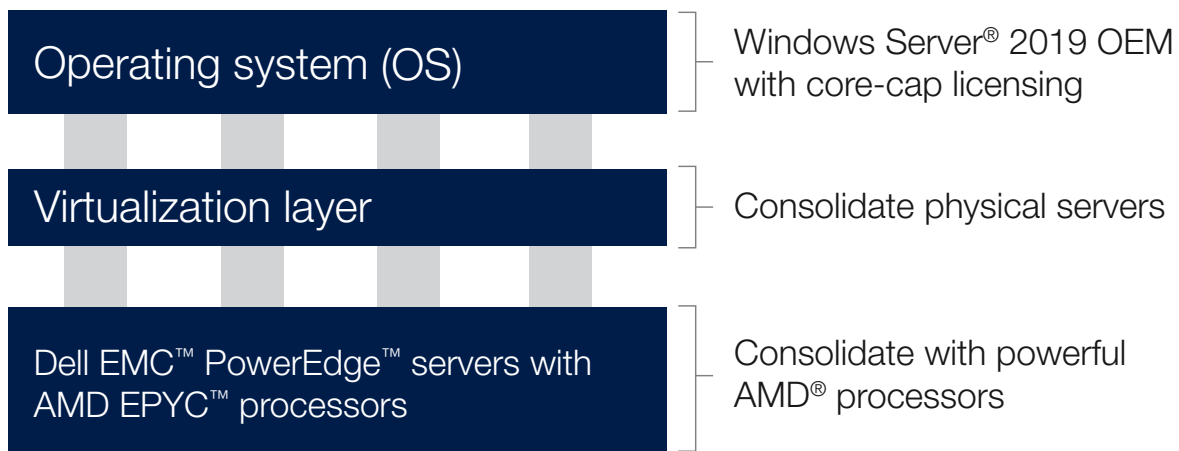 Operating system (OS)
Windows Server® 2019 OEM
with core-cap licensing
Virtualization layer
Consolidate physical servers
Dell EMC™ PowerEdge™ servers with
AMD EPYC™ processors
Consolidate with powerful
AMD® processors